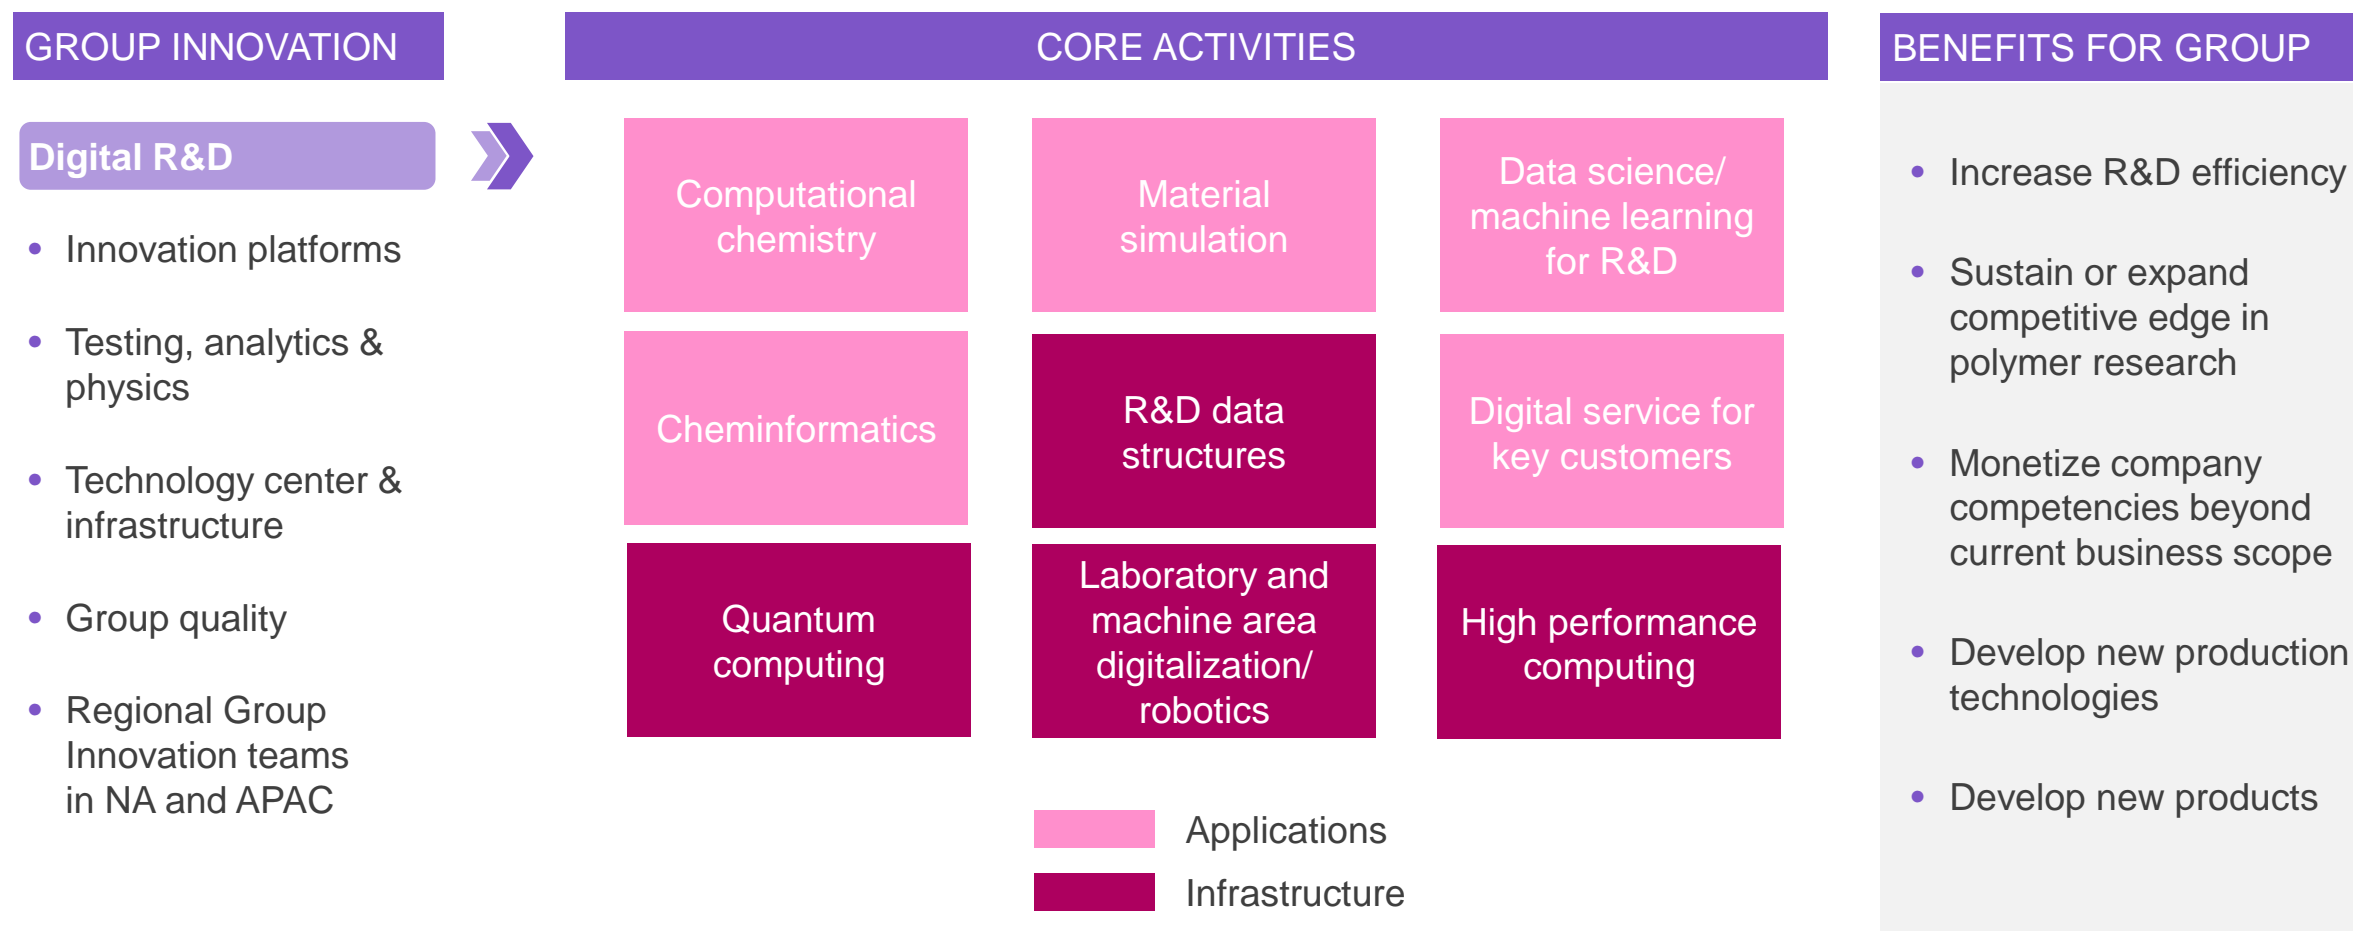 GROUP INNOVATION
Digital R&D
• Innovation platforms
• Testing, analytics &
physics
• Technology center &
infrastructure
• Group quality
• Regional Group
Innovation teams
in NA and APAC
CORE ACTIVITIES
Computational
chemistry
Material
simulation
Data science/
machine learning
for R&D
Cheminformatics
R&D data
structures
Digital service for
key customers
Quantum
computing
Laboratory and
machine area
digitalization/
robotics
High performance
computing
Applications
Infrastructure
BENEFITS FOR GROUP
• Increase R&D efficiency
• Sustain or expand
competitive edge in
polymer research
• Monetize company
competencies beyond
current business scope
• Develop new production
technologies
• Develop new products